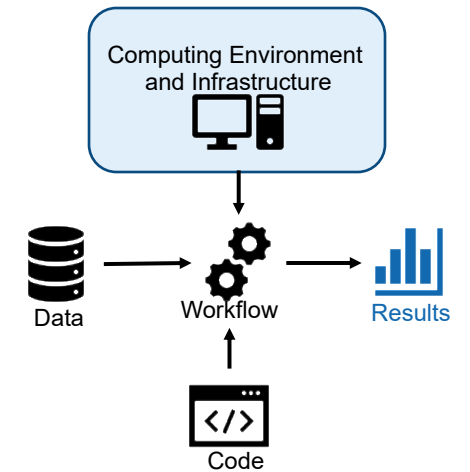 Computing Environment
and Infrastructure
Data
Workflow
Results
</>
Code